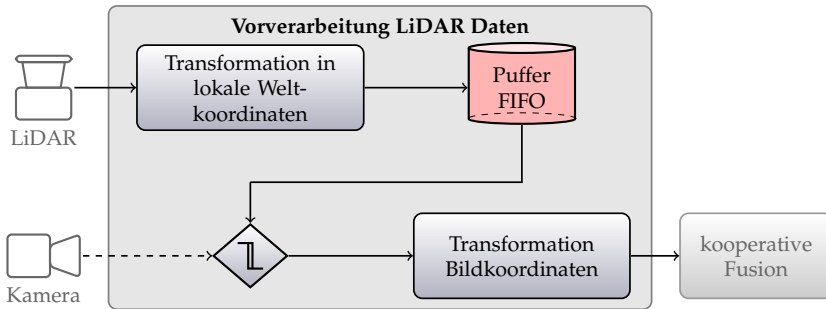 Vorverarbeitung LiDAR Daten
LiDAR
Transformation in
lokale Welt-
koordinaten
Puffer
FIFO
Kamera
Transformation
Bildkoordinaten
kooperative
Fusion